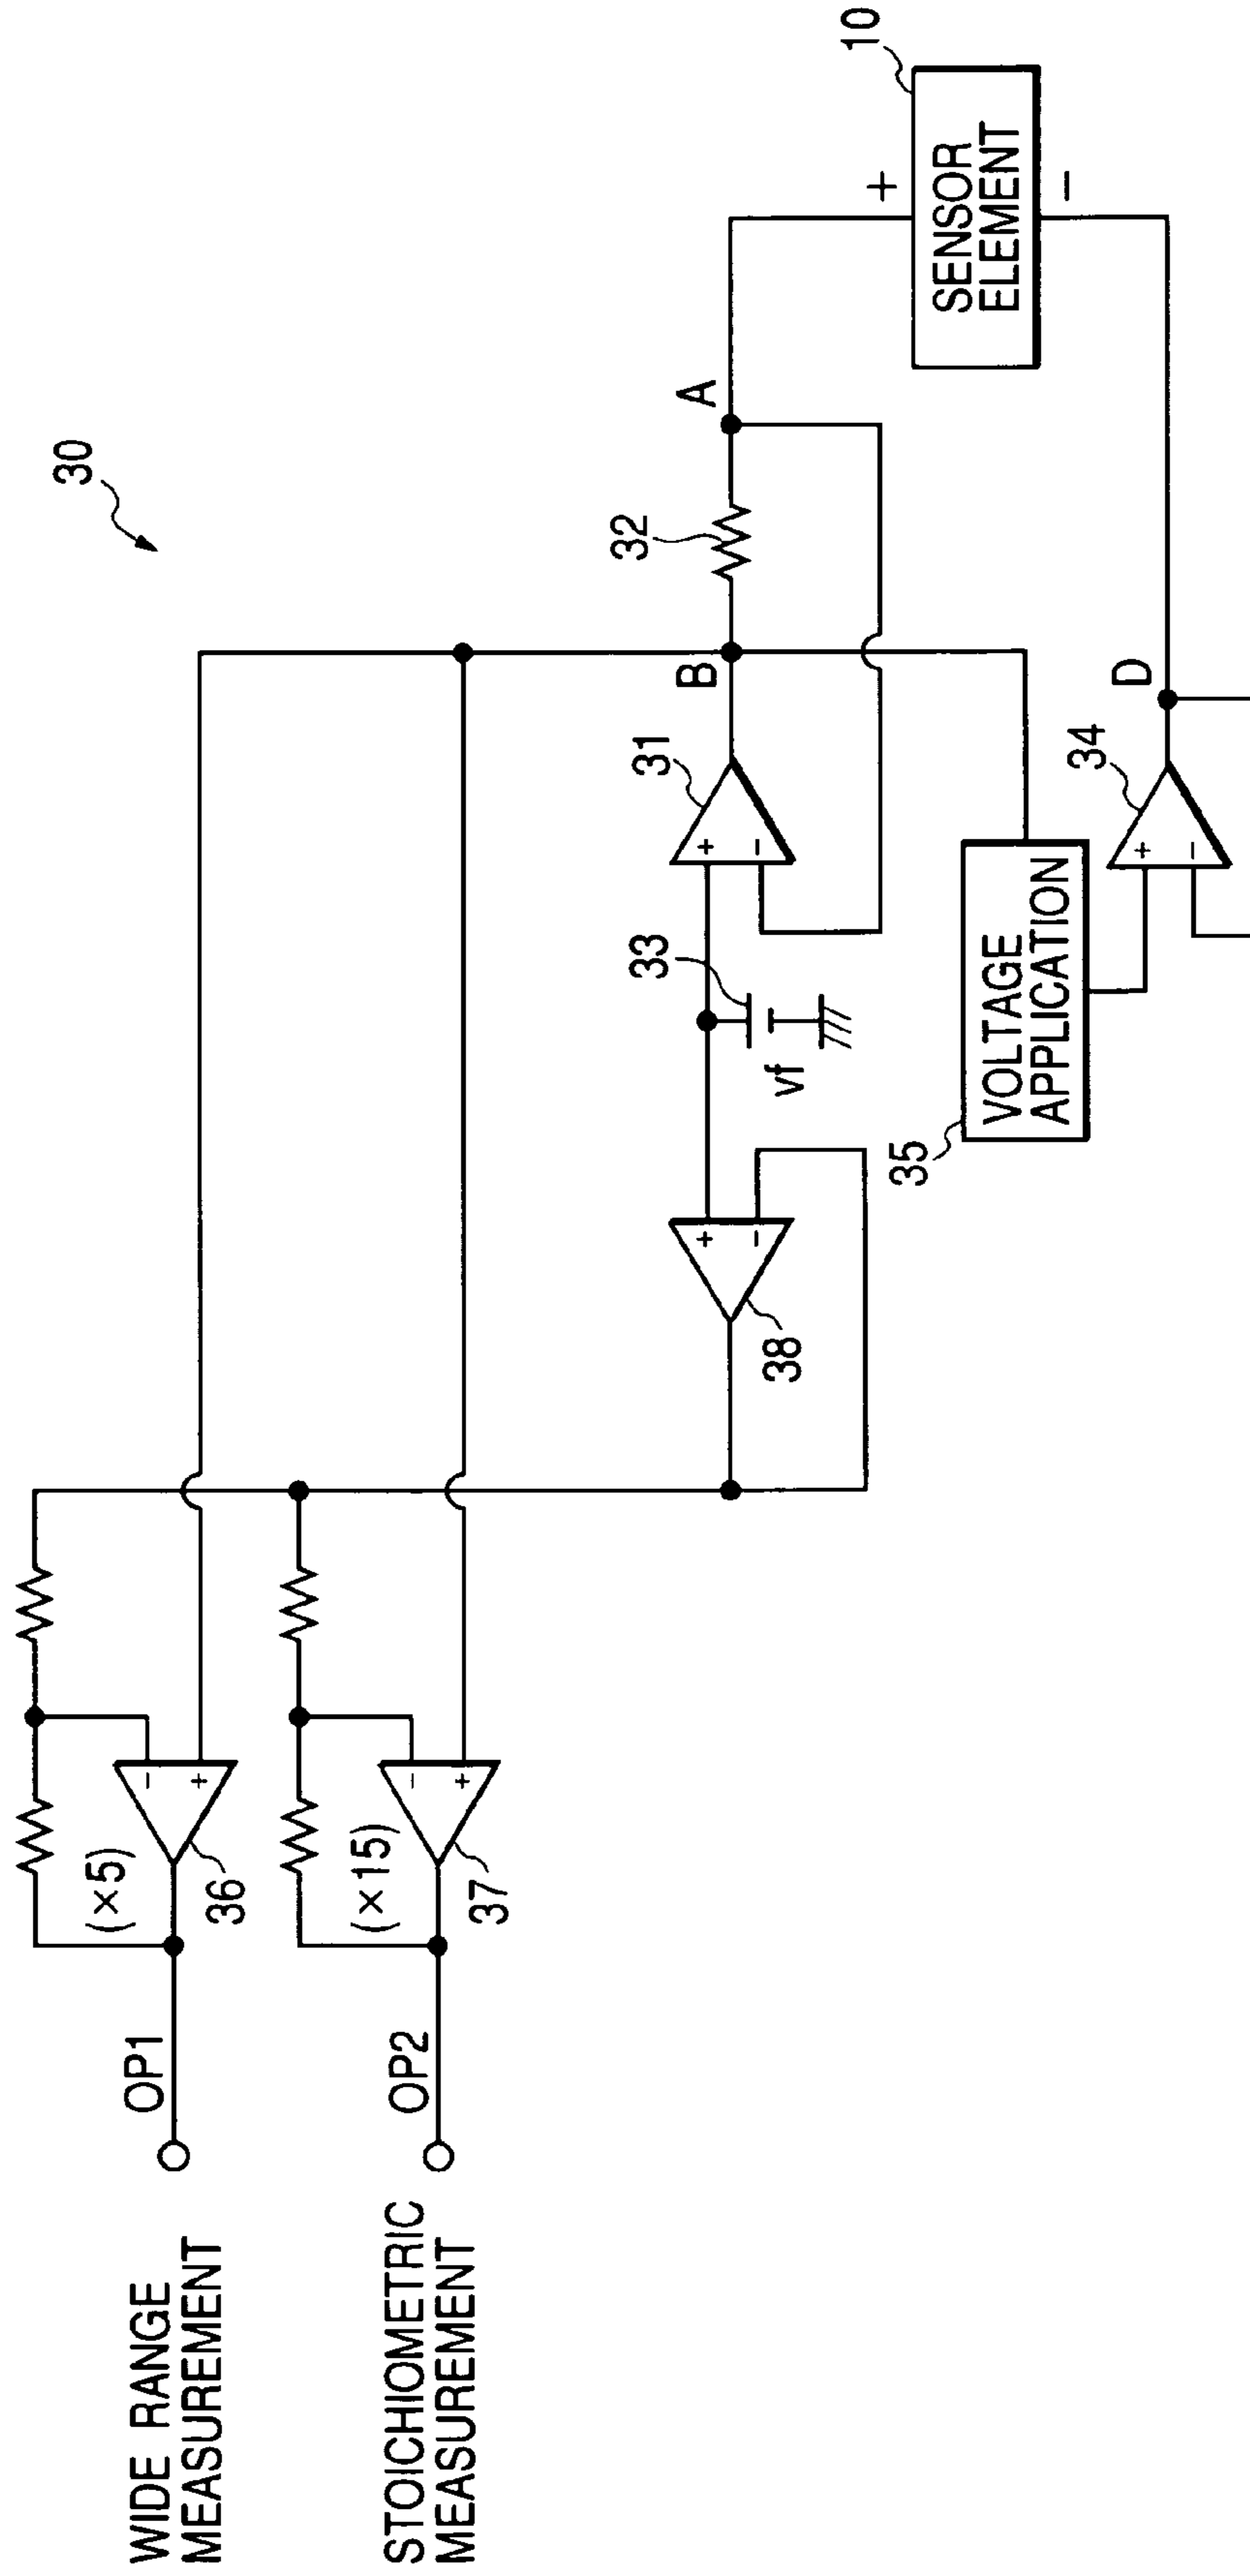 30
WIDE RANGE
MEASUREMENT
OP1
(×5)
36
-
+
STOICHIOMETRIC
MEASUREMENT
OP2
(×15)
37
-
+
38
+
-
33
vf
31
+
-
B
32
A
10
+
SENSOR
ELEMENT
-
35
VOLTAGE
APPLICATION
34
+
-
D